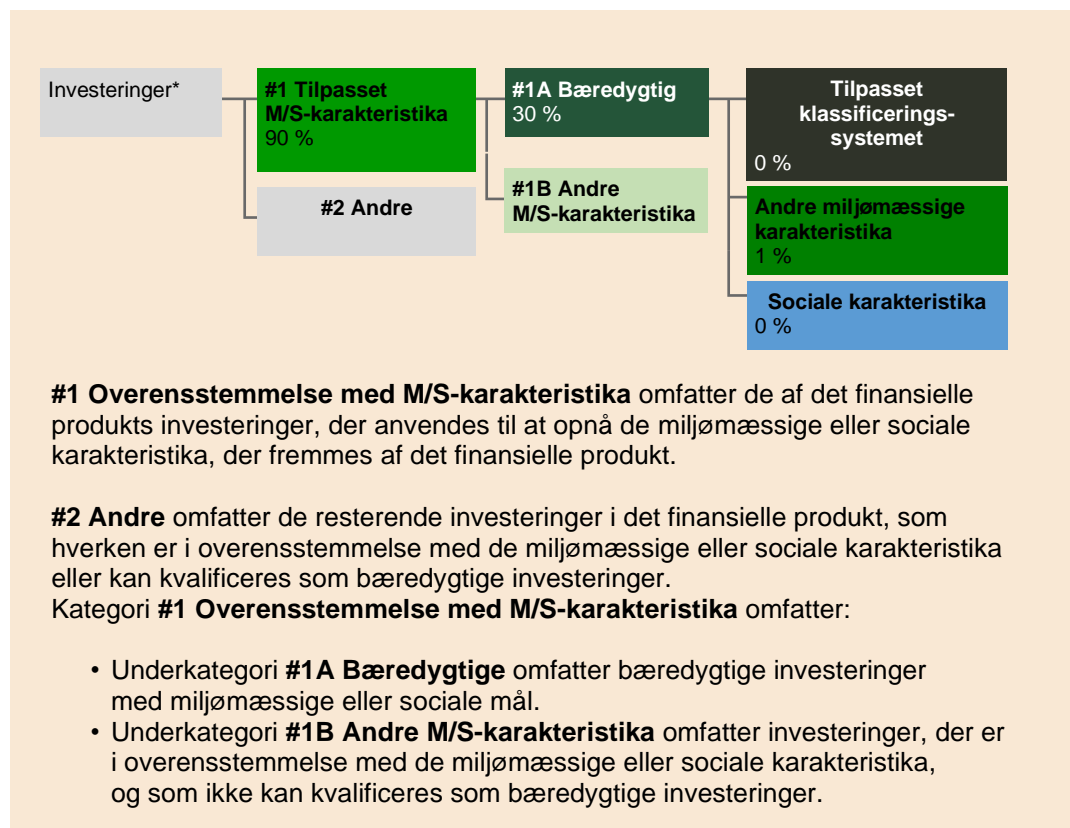 Investeringer*
#1 Tilpasset
M/S-karakteristika
90 %
#2 Andre
#1A Bæredygtig
30 %
#1B Andre
M/S-karakteristika
Tilpasset
klassificerings-
systemet
0 %
Andre miljømæssige
karakteristika
1 %
Sociale karakteristika
0 %
#1 Overensstemmelse med M/S-karakteristika omfatter de af det finansielle
produkts investeringer, der anvendes til at opnå de miljømæssige eller sociale
karakteristika, der fremmes af det finansielle produkt.
#2 Andre omfatter de resterende investeringer i det finansielle produkt, som
hverken er i overensstemmelse med de miljømæssige eller sociale karakteristika
eller kan kvalificeres som bæredygtige investeringer.
Kategori #1 Overensstemmelse med M/S-karakteristika omfatter:
• Underkategori #1A Bæredygtige omfatter bæredygtige investeringer
med miljømæssige eller sociale mål.
• Underkategori #1B Andre M/S-karakteristika omfatter investeringer, der er
i overensstemmelse med de miljømæssige eller sociale karakteristika,
og som ikke kan kvalificeres som bæredygtige investeringer.